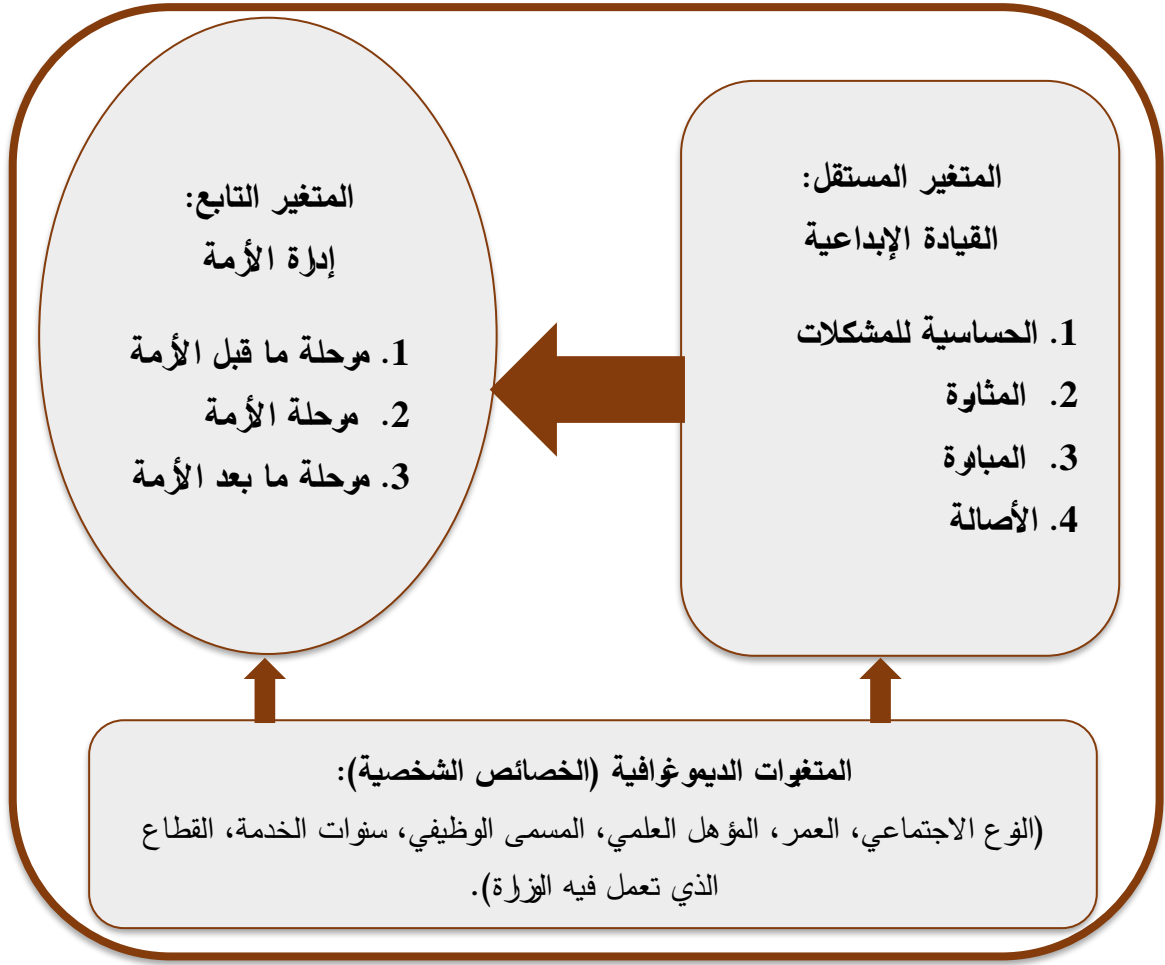 المتغير المستقل:
القيادة الإبداعية
1. الحساسية للمشكلات
2. المثابرة
3. المبادرة
4. الأصالة
المتغير التابع:
إدارة الأزمة
1. مرحلة ما قبل الأزمة
2. مرحلة الأزمة
3. مرحلة ما بعد الأزمة
المتغيرات الديموغرافية (الخصائص الشخصية):
(النوع الاجتماعي، العمر، المؤهل العلمي، المسمى الوظيفي، سنوات الخدمة، القطاع
الذي تعمل فيه الوزارة).